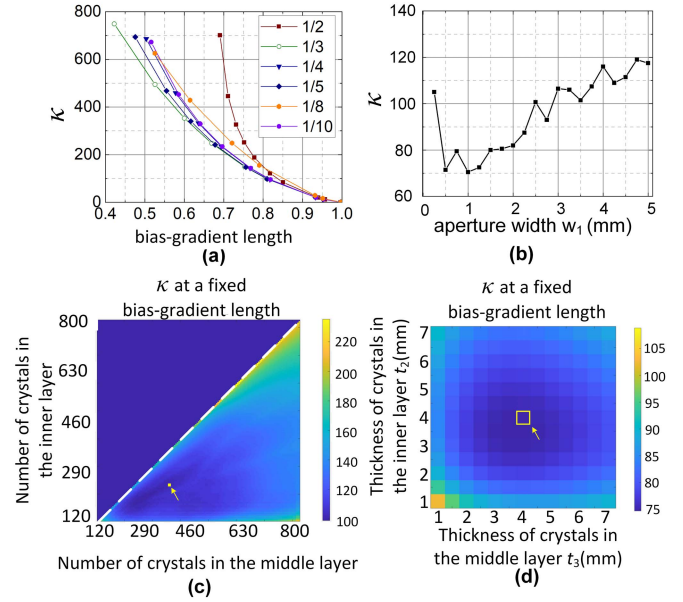 800
600
400
200
0
κ
0.4 0.5 0.6 0.7 0.8 0.9 1.0
bias-gradient length
1/2
1/3
1/4
1/5
1/8
1/10
(a)
140
120
100
80
60
κ
0 1 2 3 4 5
aperture width w1 (mm)
(b)
κ at a fixed
bias-gradient length
800
630
460
290
120
Number of crystals in
the inner layer
120 290 460 630 800
Number of crystals in the middle layer
220
200
180
160
140
120
100
(c)
κ at a fixed
bias-gradient length
7
6
5
4
3
2
1
Thickness of crystals in
the inner layer t2(mm)
1 2 3 4 5 6 7
Thickness of crystals in
the middle layer t3(mm)
105
100
95
90
85
80
75
(d)